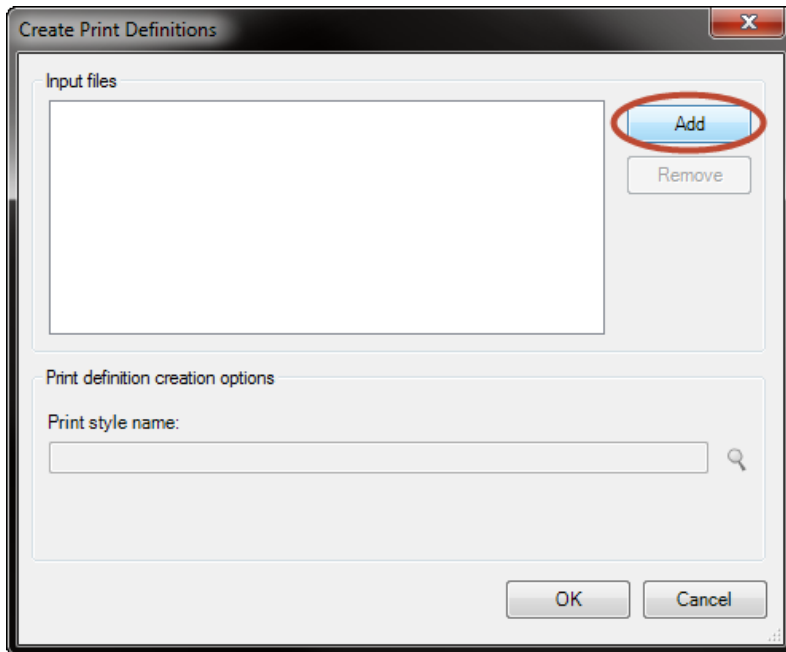 Create Print Definitions
Input files
Add
Remove
Print definition creation options
Print style name:
OK
Cancel